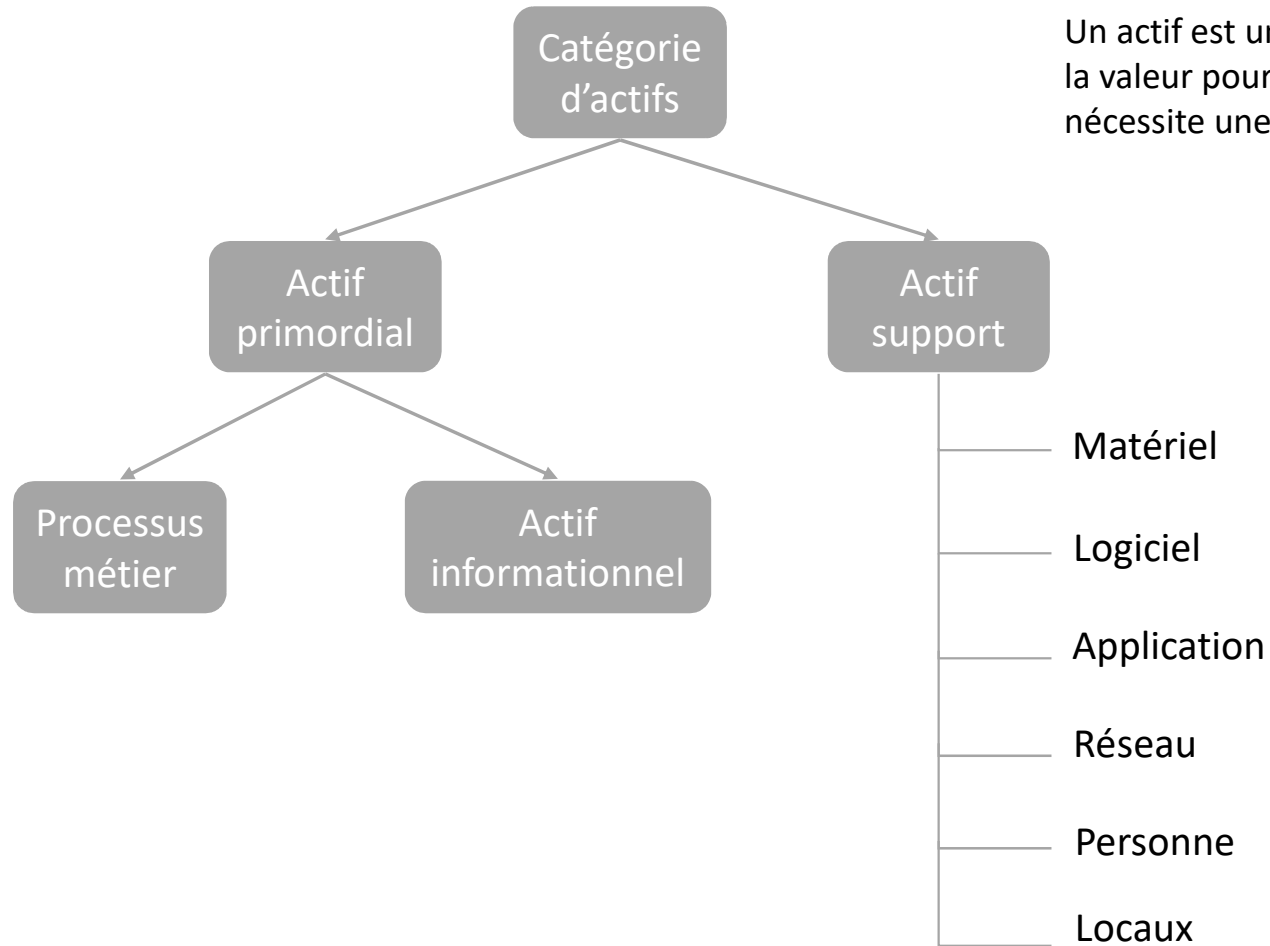 Catégorie
d’actifs
Un actif est
la valeur pour
nécessite une
Actif
primordial
Actif
support
Processus
métier
Actif
informationnel
Matériel
Logiciel
Application
Réseau
Personne
Locaux